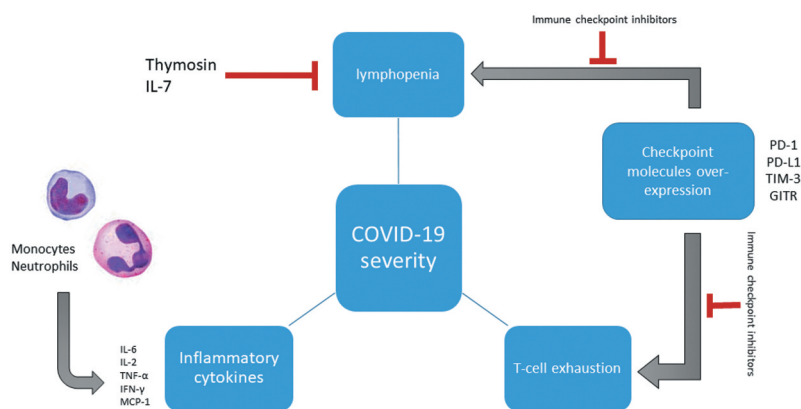 Immune checkpoint inhibitors
Thymosin
IL-7
lymphopenia
Checkpoint
molecules over-
expression
PD-1
PD-L1
TIM-3
GITR
Monocytes
Neutrophils
COVID-19
severity
Immune checkpoint inhibitors
IL-6
IL-2
TNF-α
IFN-γ
MCP-1
Inflammatory
cytokines
T-cell exhaustion